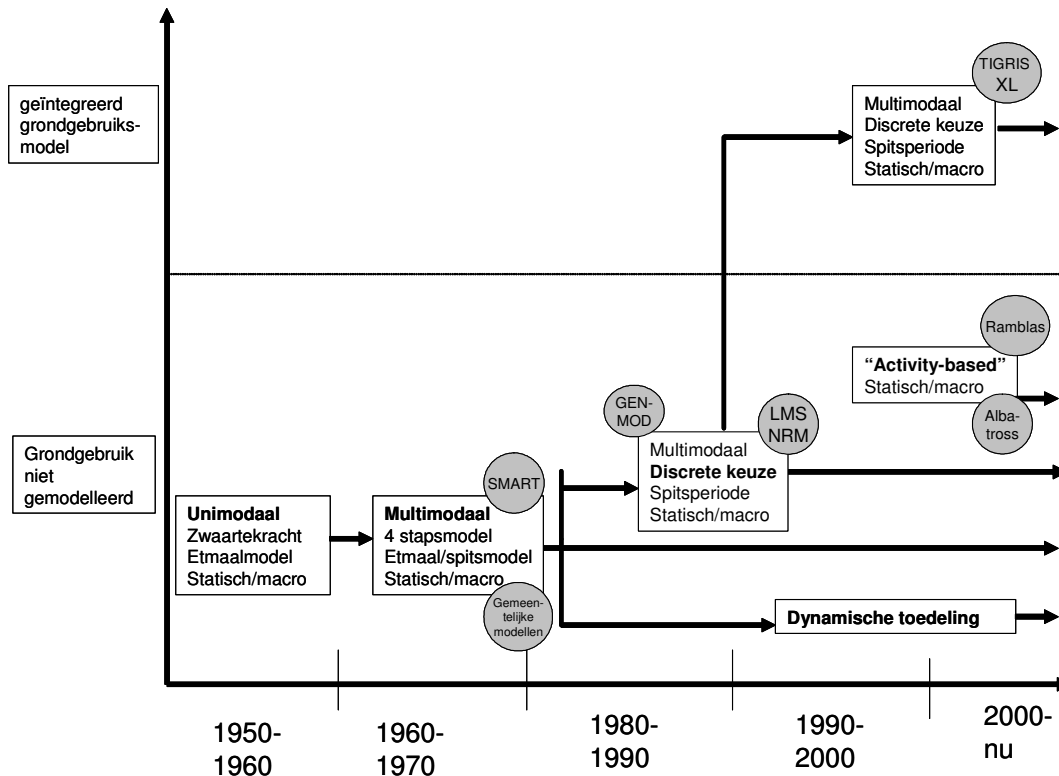 TIGRIS
XL
geïntegreerd
grondgebruiks-
model
Multimodaal
Discrete keuze
Spitsperiode
Statisch/macro
Ramblas
“Activity-based”
Statisch/macro
Alba-
tross
GEN-
MOD
LMS
NRM
Multimodaal
Discrete keuze
Spitsperiode
Statisch/macro
Grondgebruik
niet
gemodelleerd
SMART
Unimodaal
Zwaartekracht
Etmaalmodel
Statisch/macro
Multimodaal
4 stapsmodel
Etmaal/spitsmodel
Statisch/macro
Gemeen-
telijke
modellen
Dynamische toedeling
1950-
1960
1960-
1970
1980-
1990
1990-
2000
2000-
nu